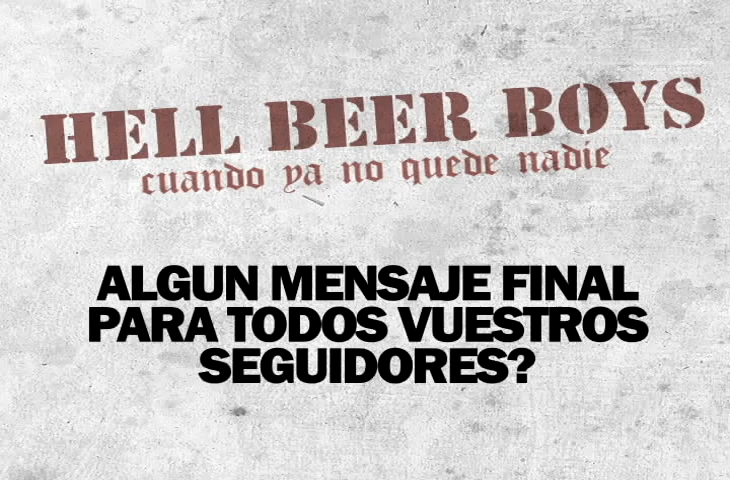 HELL BEER BOYS
cuando ya no quede nadie
ALGUN MENSAJE FINAL
PARA TODOS VUESTROS
SEGUIDORES?